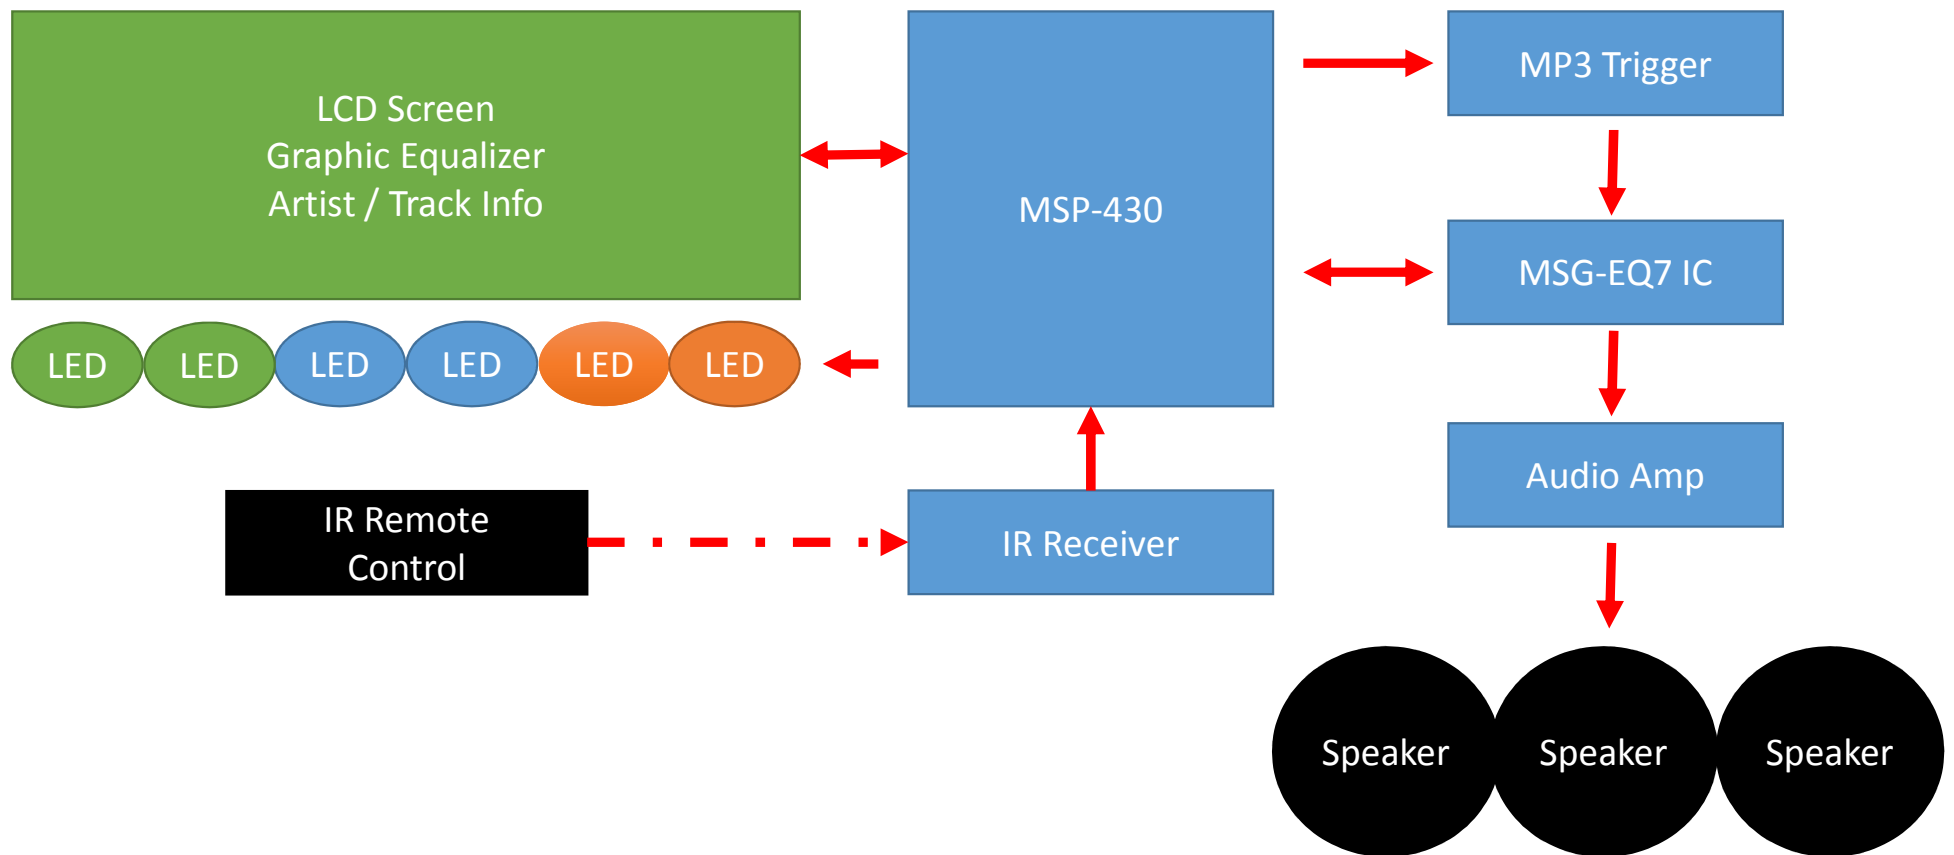 LCD Screen
Graphic Equalizer
Artist / Track Info
MSP-430
MP3 Trigger
MSG-EQ7 IC
LED
LED
LED
LED
LED
LED
Audio Amp
IR Remote
Control
IR Receiver
Speaker
Speaker
Speaker